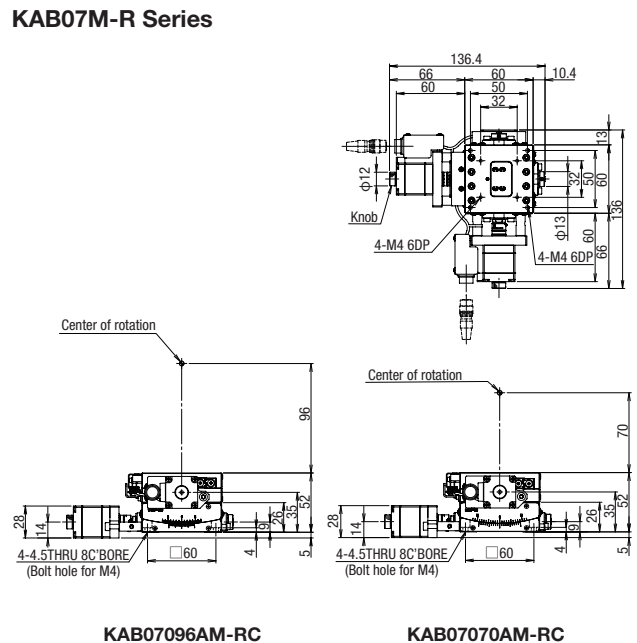 KAB07M-R Series
136.4
66
60
10.4
60
50
32
13
Φ12
32
50
60
136
Knob
Φ13
60
66
4-M4 6DP
4-M4 6DP
Center of rotation
96
52
28
14
26
35
9
4
5
4-4.5THRU 8C'BORE
(Bolt hole for M4)
□60
Center of rotation
70
52
28
14
9
26
35
4
5
4-4.5THRU 8C'BORE
(Bolt hole for M4)
□60
KAB07096AM-RC
KAB07070AM-RC